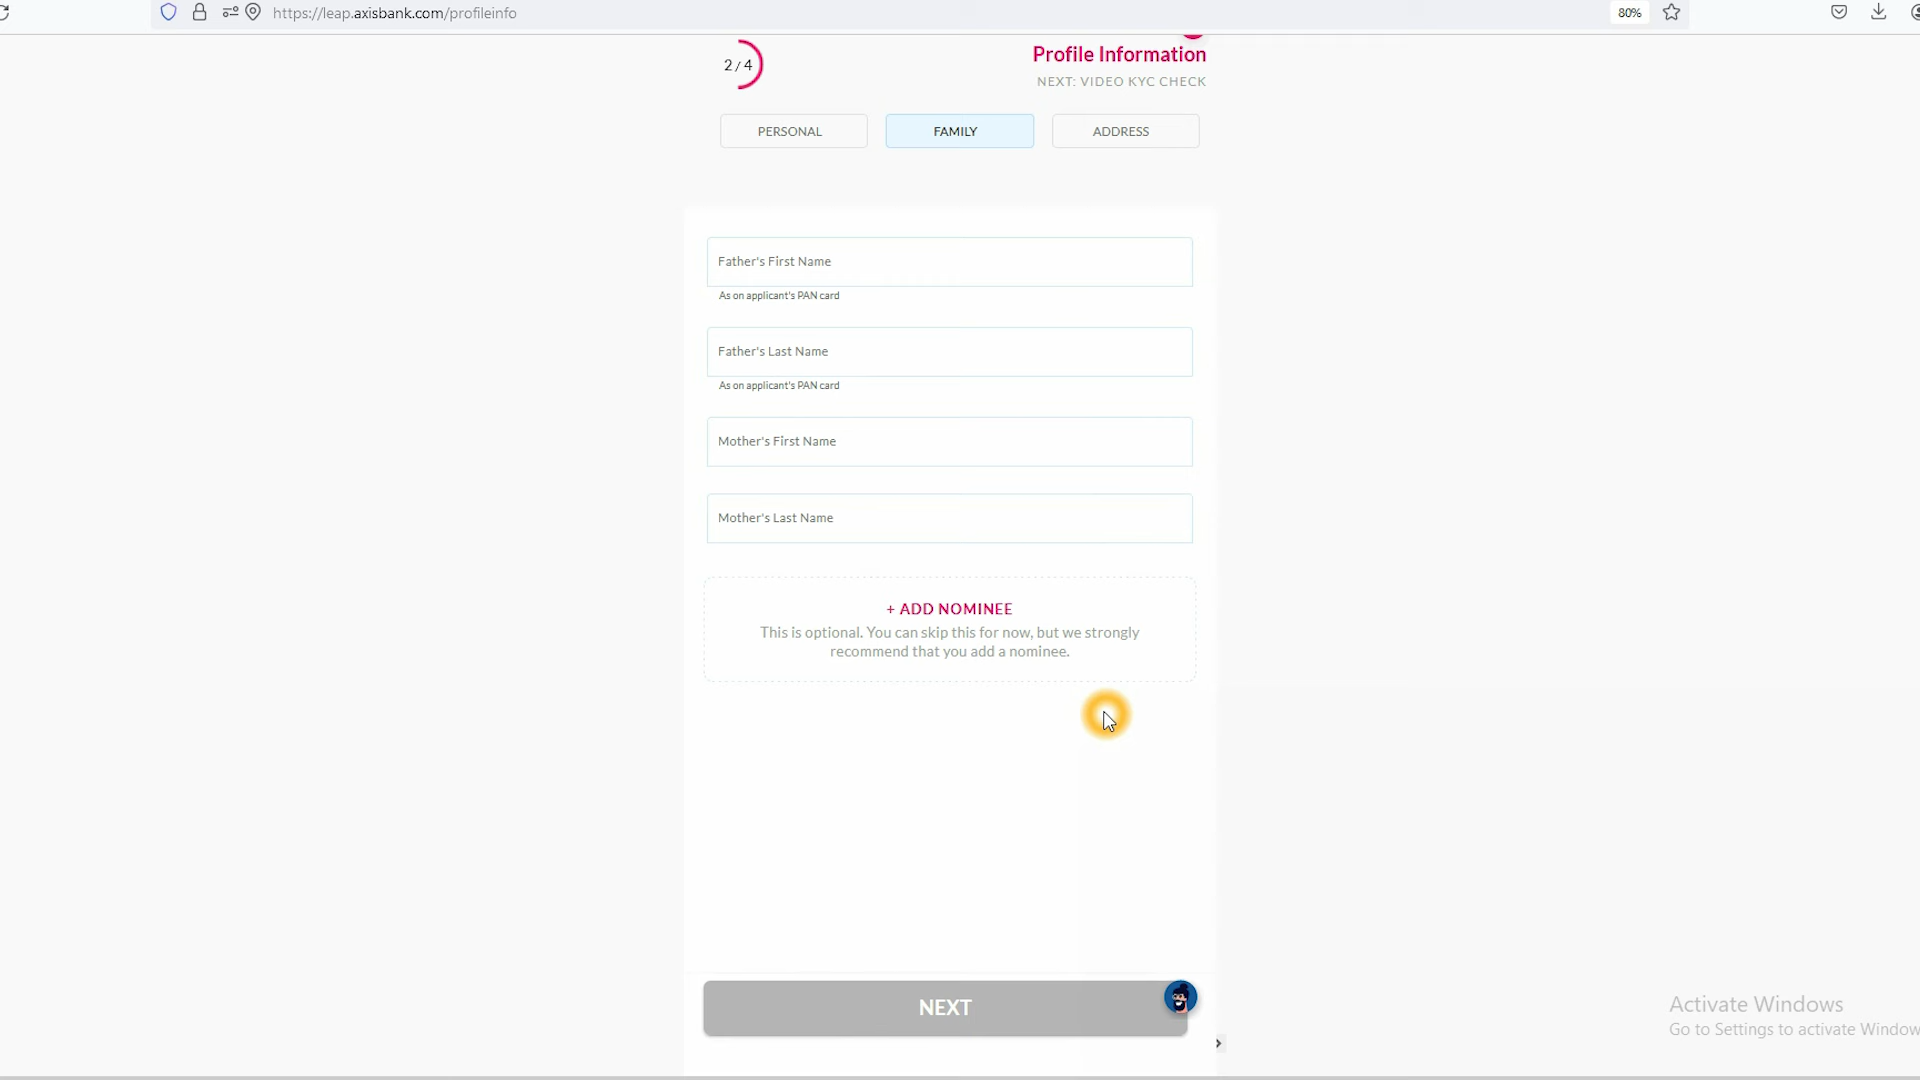 https://leap.axisbank.com/profileinfo
80%
2/4
Profile Information
NEXT: VIDEO KYC CHECK
PERSONAL
FAMILY
ADDRESS
Father's First Name
As on applicant's PAN card
Father's Last Name
As on applicant's PAN card
Mother's First Name
Mother's Last Name
+ ADD NOMINEE
This is optional. You can skip this for now, but we strongly
recommend that you add a nominee.
NEXT
Activate Windows
Go to Settings to activate Window